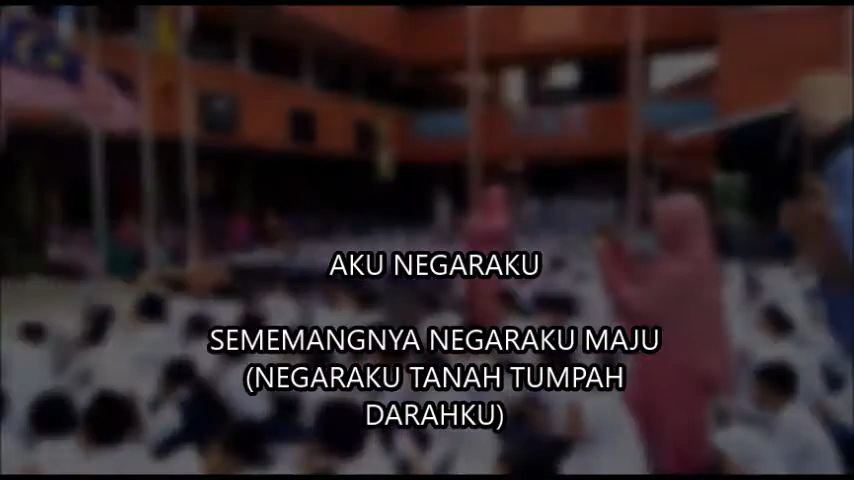 AKU NEGARAKU
SEMEMANGNYA NEGARAKU MAJU
(NEGARAKU TANAH TUMPAH
DARAHKU)